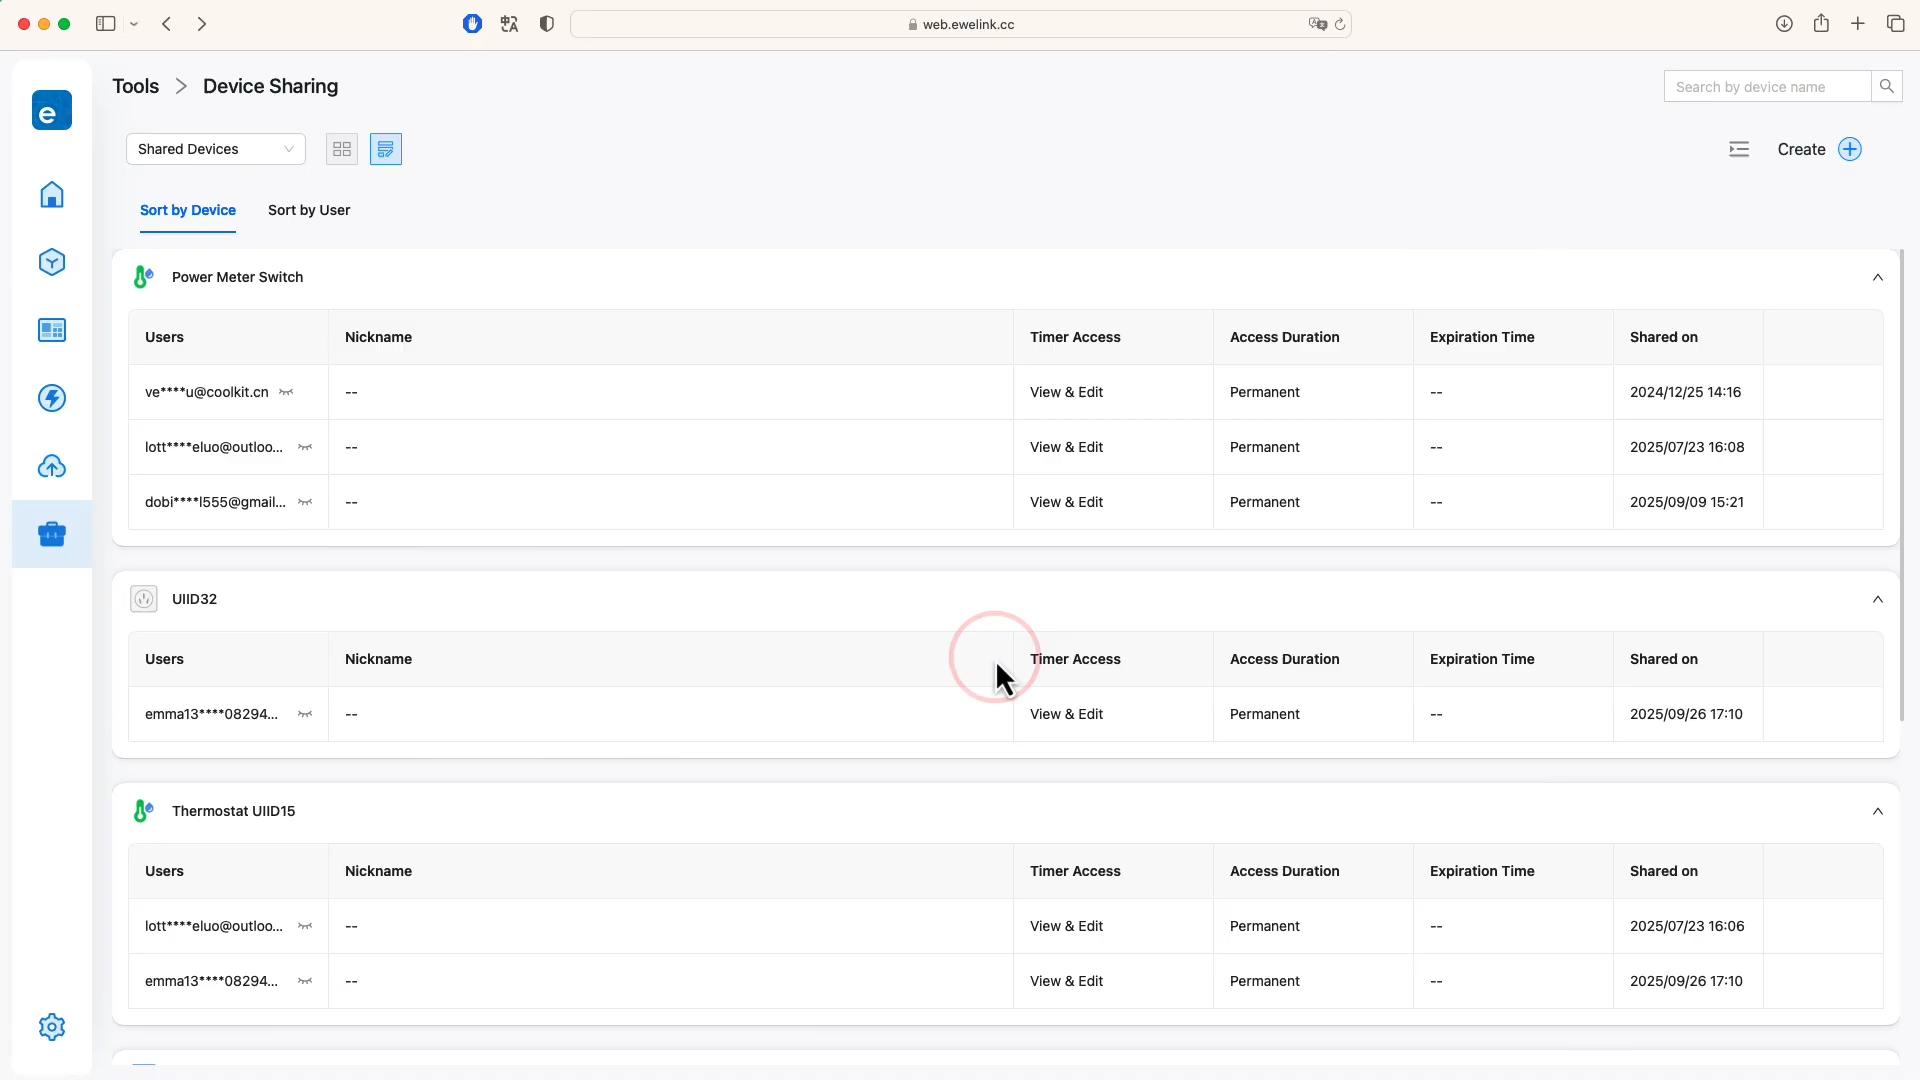 web.ewelink.cc
Tools > Device Sharing
Search by device name
Shared Devices
Create
Sort by Device Sort by User
Power Meter Switch
Users Nickname Timer Access Access Duration Expiration Time Shared on
ve****u@coolkit.cn -- View & Edit Permanent -- 2024/12/25 14:16
lott****eluo@outloo... -- View & Edit Permanent -- 2025/07/23 16:08
dobi****l555@gmail... -- View & Edit Permanent -- 2025/09/09 15:21
UIID32
Users Nickname Timer Access Access Duration Expiration Time Shared on
emma13****08294... -- View & Edit Permanent -- 2025/09/26 17:10
Thermostat UIID15
Users Nickname Timer Access Access Duration Expiration Time Shared on
lott****eluo@outloo... -- View & Edit Permanent -- 2025/07/23 16:06
emma13****08294... -- View & Edit Permanent -- 2025/09/26 17:10